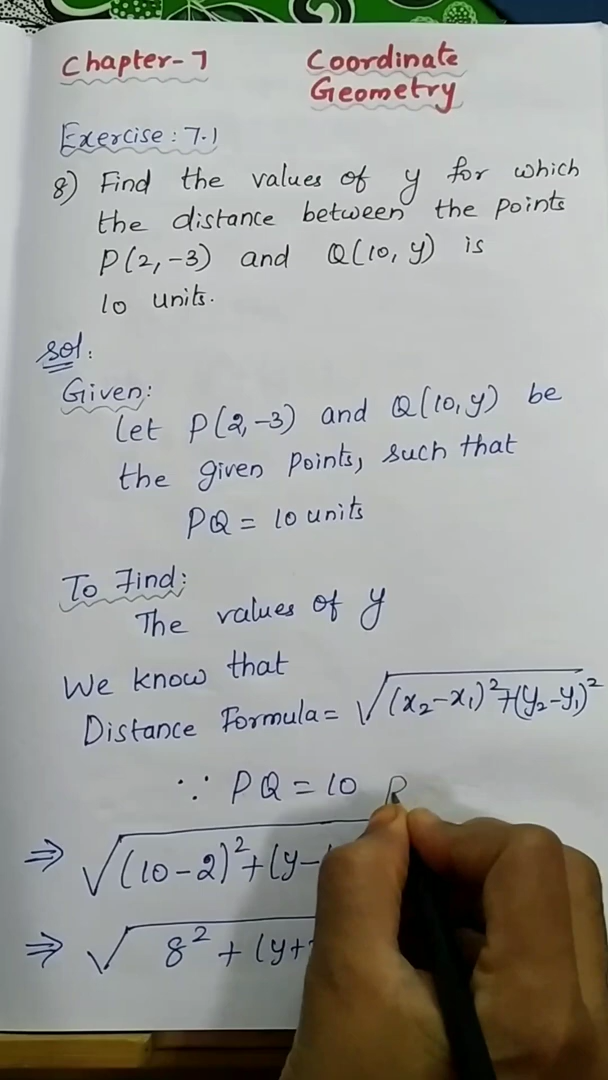 Chapter-7 Coordinate
Geometry
Exercise: 7.1
8) Find the values of y for which
the distance between the points
P(2,-3) and Q(10, y) is
10 units.
Sol:
Given:
Let P(2,-3) and Q(10,y) be
the given points, such that
PQ = 10 units
To Find:
The values of y
We know that
Distance Formula = √(x₂-x₁)²+(y₂-y₁)²
∵ PQ = 10
⇒ √(10-2)²+(y-
⇒ √8²+(y+